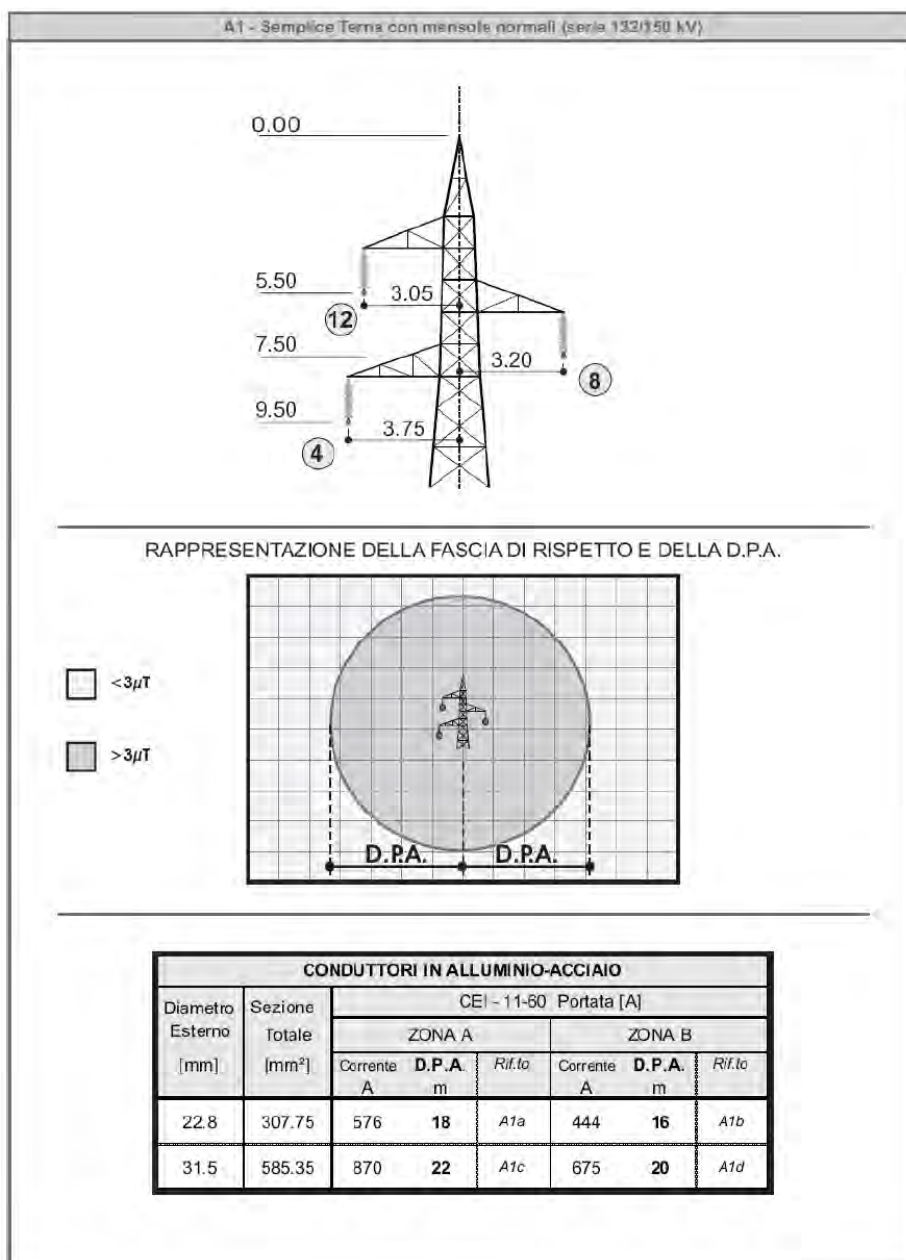 A1 - Semplice Terna con mensole normali (serie 132/150 kV)
0.00
5.50
3.05
12
7.50
3.20
8
9.50
3.75
4
RAPPRESENTAZIONE DELLA FASCIA DI RISPETTO E DELLA D.P.A.
<3µT
>3µT
D.P.A. D.P.A.
CONDUTTORI IN ALLUMINIO-ACCIAIO
Diametro Esterno [mm] Sezione Totale [mm²] CEI - 11-60 Portata [A]
ZONA A ZONA B
Corrente A D.P.A. m Rif.to Corrente A D.P.A. m Rif.to
22.8 307.75 576 18 A1a 444 16 A1b
31.5 585.35 870 22 A1c 675 20 A1d